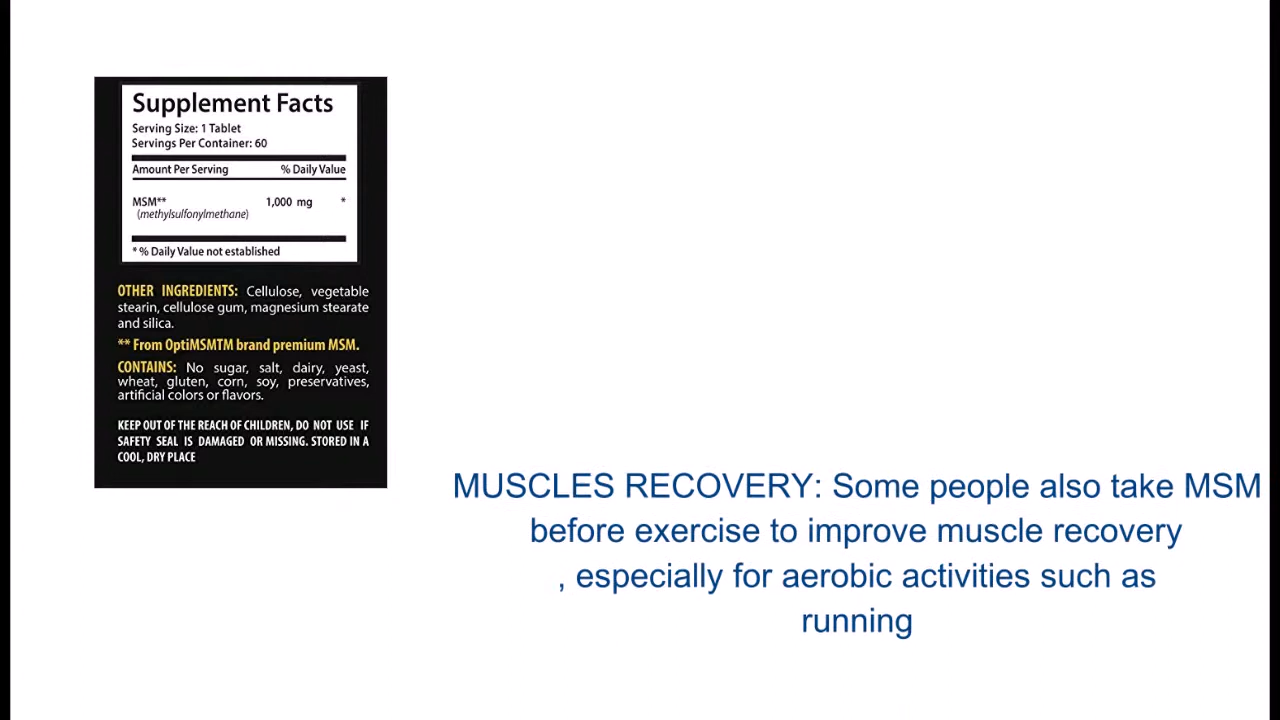 Supplement Facts
Serving Size: 1 Tablet
Servings Per Container: 60
Amount Per Serving % Daily Value
MSM** 1,000 mg *
(methylsulfonylmethane)
* % Daily Value not established
OTHER INGREDIENTS: Cellulose, vegetable
stearin, cellulose gum, magnesium stearate
and silica.
** From OptiMSMTM brand premium MSM.
CONTAINS: No sugar, salt, dairy, yeast,
wheat, gluten, corn, soy, preservatives,
artificial colors or flavors.
KEEP OUT OF THE REACH OF CHILDREN, DO NOT USE IF
SAFETY SEAL IS DAMAGED OR MISSING. STORED IN A
COOL, DRY PLACE
MUSCLES RECOVERY: Some people also take MSM
before exercise to improve muscle recovery
, especially for aerobic activities such as
running